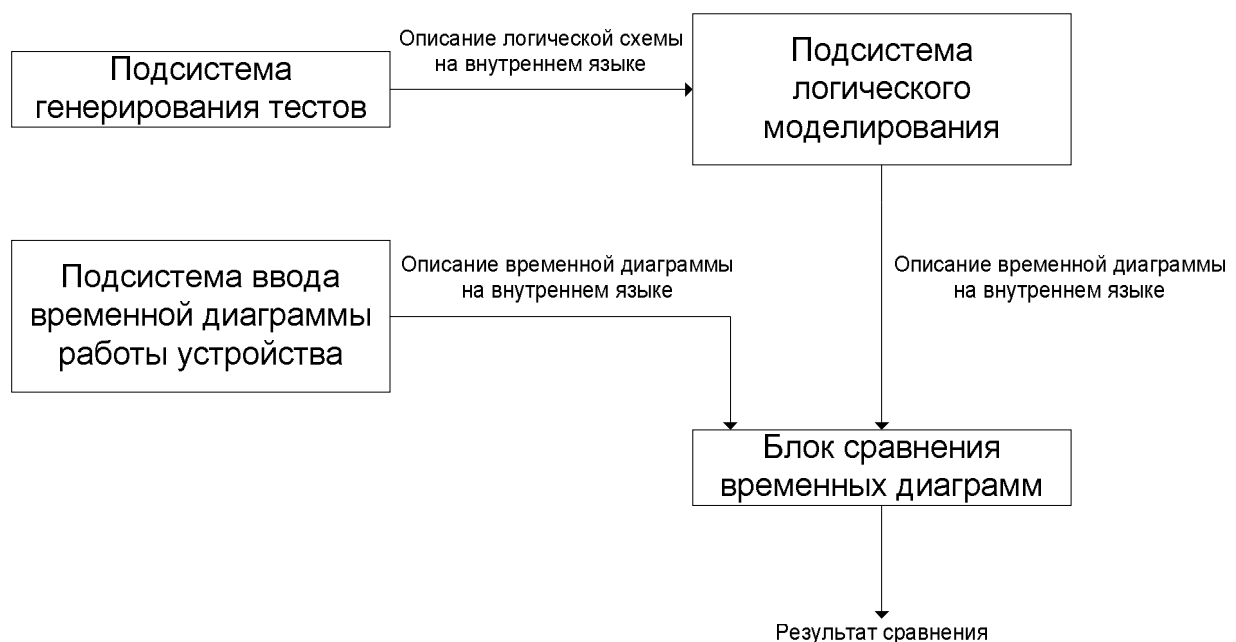 Подсистема
генерирования тестов
Описание логической схемы
на внутреннем языке
Подсистема
логического
моделирования
Подсистема ввода
временной диаграммы
работы устройства
Описание временной диаграммы
на внутреннем языке
Описание временной диаграммы
на внутреннем языке
Блок сравнения
временных диаграмм
Результат сравнения